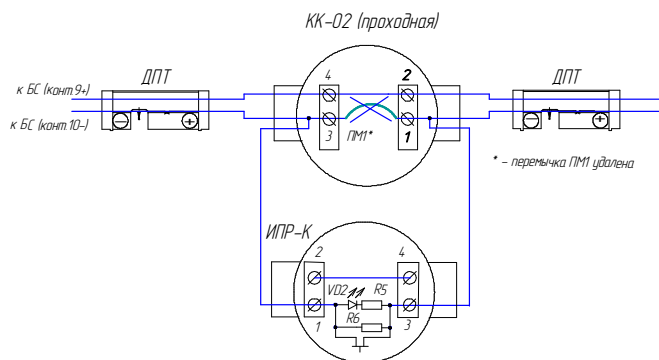 КК-02 (проходная)
ДПТ
ДПТ
к БС (конт.9+)
к БС (конт.10-)
4
2
3
ПМ1*
1
* - перемычка ПМ1 удалена
ИПР-К
2
4
VD2
R5
R6
1
3